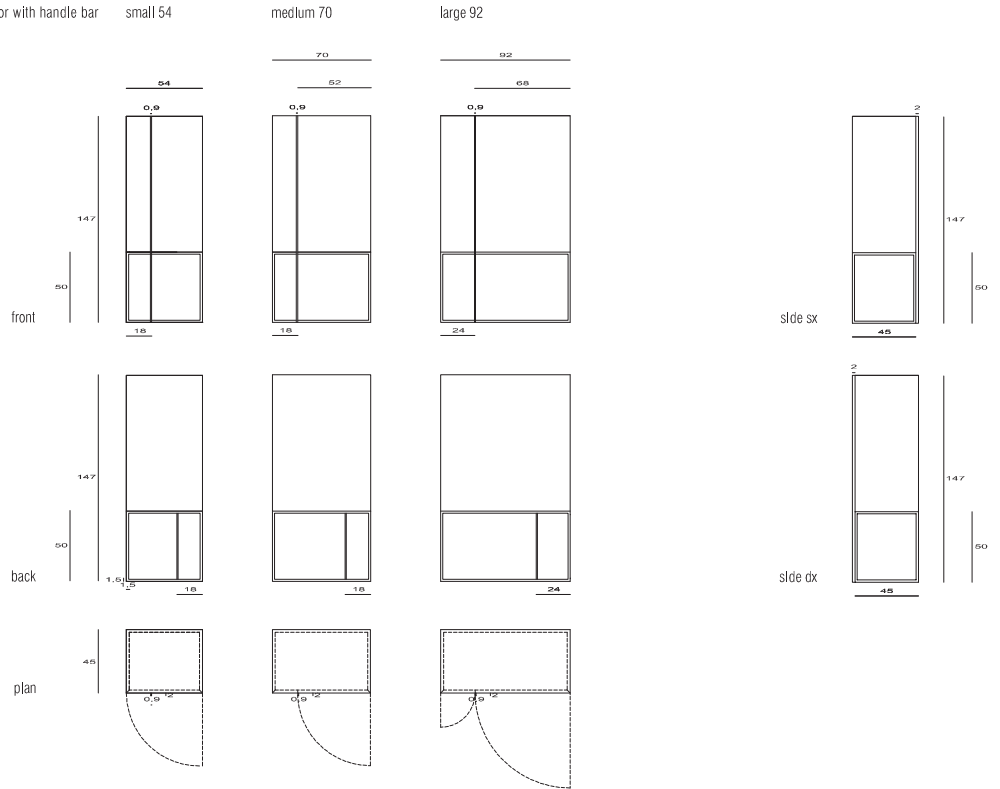 or with handle bar small 54 medium 70 large 92
70 92
54 52 68
0,9 0,9 0,9 2
147 147
50 50
front side sx
18 18 24 45
2
147 147
50 50
back side dx
1,5
1,5
18 18 24 45
45
plan
0,9 2 0,9 2 0,9 2